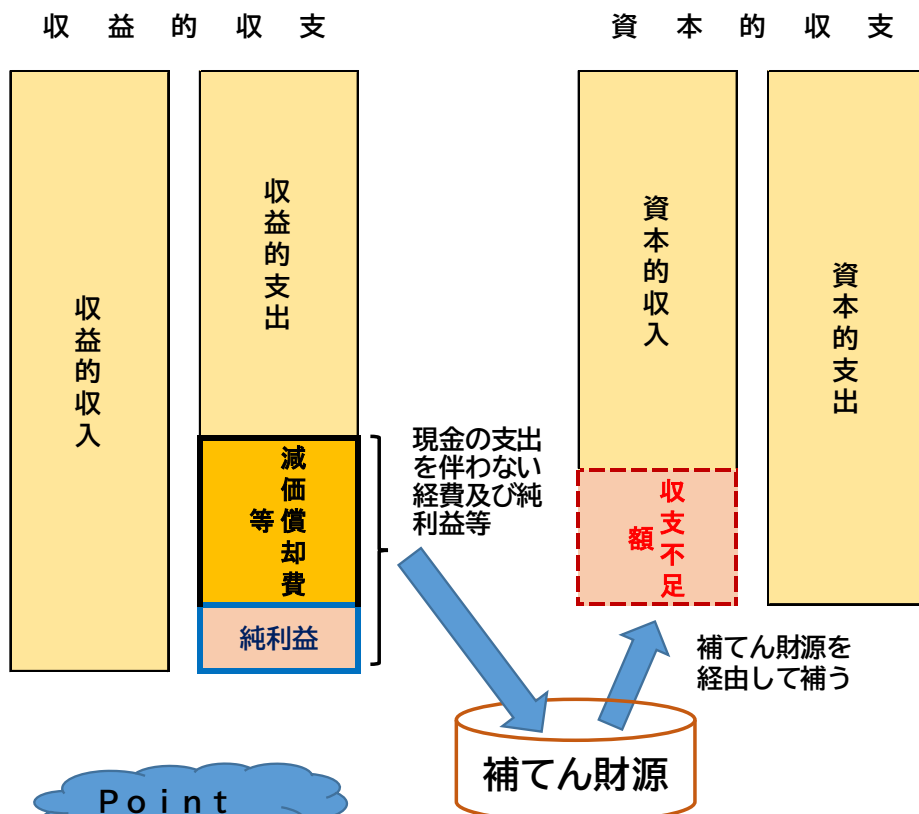 収益的収支
資本的収支
収益的収入
収益的支出
減価償却費
等
純利益
現金の支出
を伴わない
経費及び純
利益等
資本的収入
収支不足
額
資本的支出
補てん財源を
経由して補う
補てん財源
Point